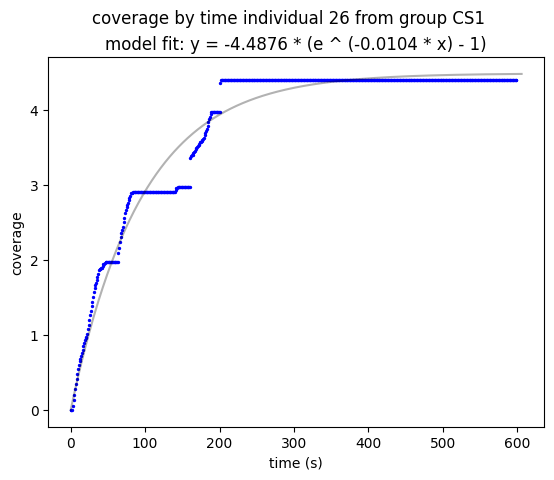 coverage by time individual 26 from group CS1
model fit: y = -4.4876 * (e ^ (-0.0104 * x) - 1)
4
3
2
1
0
coverage
0 100 200 300 400 500 600
time (s)